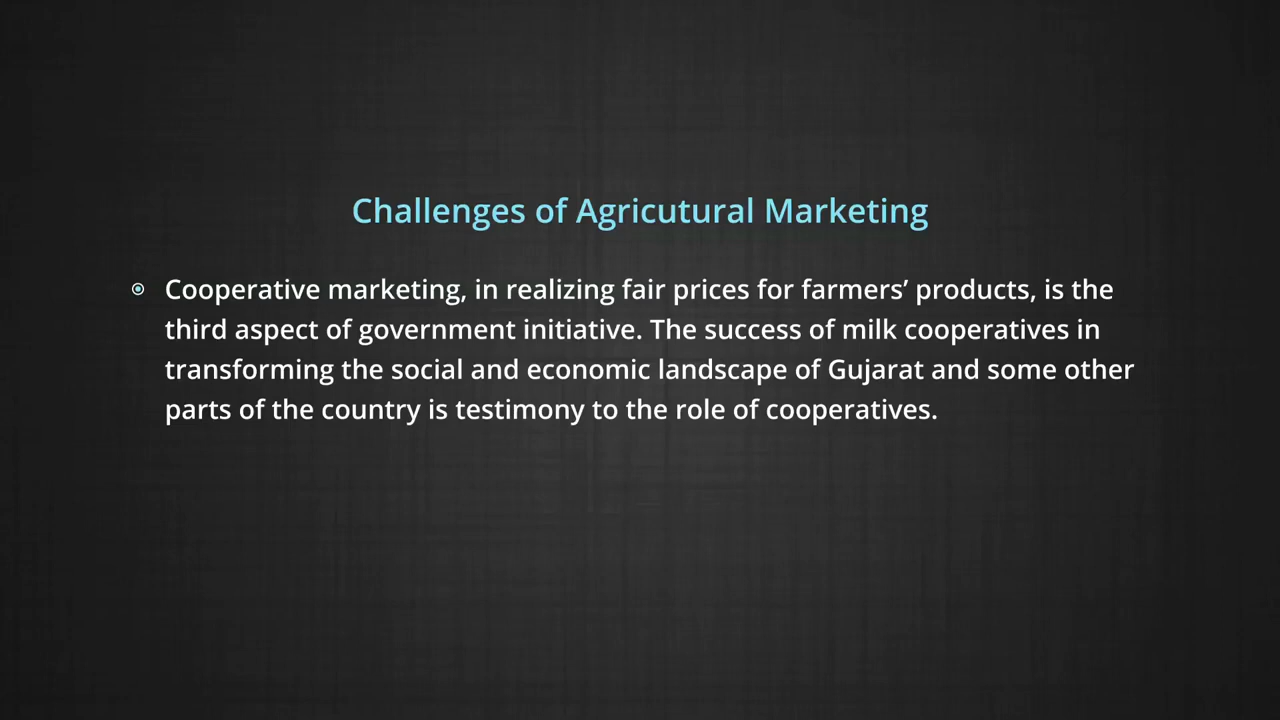 Challenges of Agricutural Marketing
Cooperative marketing, in realizing fair prices for farmers’ products, is the
third aspect of government initiative. The success of milk cooperatives in
transforming the social and economic landscape of Gujarat and some other
parts of the country is testimony to the role of cooperatives.